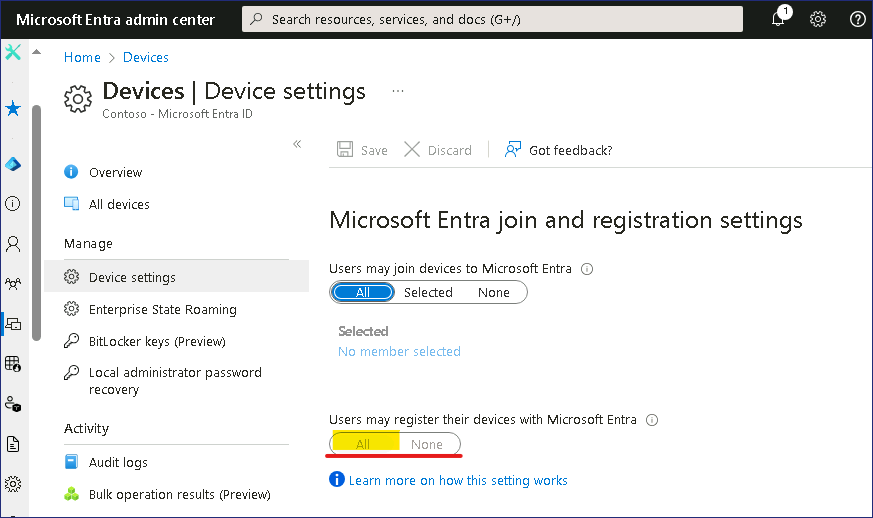 Microsoft Entra admin center
Search resources, services, and docs (G+/)
1
Home > Devices
Devices | Device settings ...
Contoso - Microsoft Entra ID
«
Save Discard Got feedback?
Overview
All devices
Manage
Device settings
Enterprise State Roaming
BitLocker keys (Preview)
Local administrator password
recovery
Activity
Audit logs
Bulk operation results (Preview)
Microsoft Entra join and registration settings
Users may join devices to Microsoft Entra
All Selected None
Selected
No member selected
Users may register their devices with Microsoft Entra
All None
Learn more on how this setting works